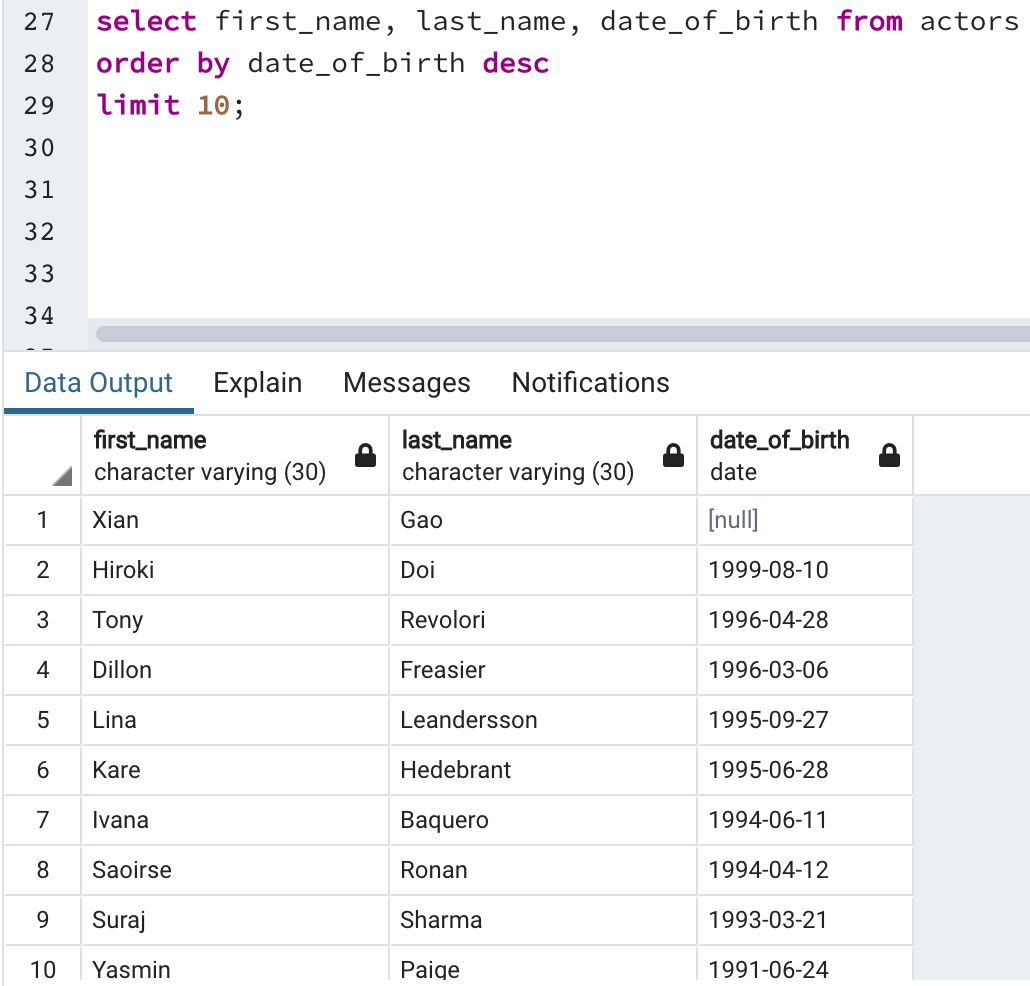 27 select first_name, last_name, date_of_birth from actors
28 order by date_of_birth desc
29 limit 10;
30
31
32
33
34
Data Output Explain Messages Notifications
first_name last_name date_of_birth
character varying (30) character varying (30) date
1 Xian Gao [null]
2 Hiroki Doi 1999-08-10
3 Tony Revolori 1996-04-28
4 Dillon Freasier 1996-03-06
5 Lina Leandersson 1995-09-27
6 Kare Hedebrant 1995-06-28
7 Ivana Baquero 1994-06-11
8 Saoirse Ronan 1994-04-12
9 Suraj Sharma 1993-03-21
10 Yasmin Paige 1991-06-24